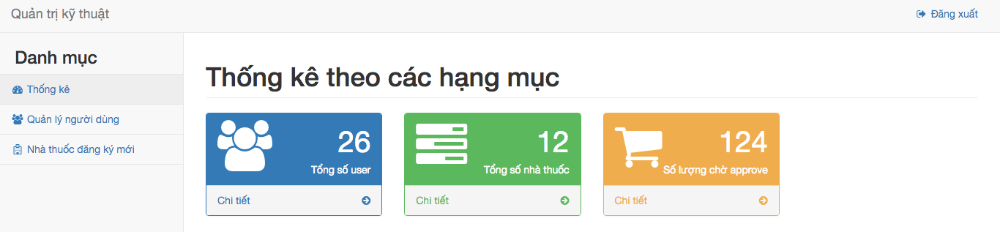 Quản trị kỹ thuật
Đăng xuất
Danh mục
Thống kê
Quản lý người dùng
Nhà thuốc đăng ký mới
Thống kê theo các hạng mục
26
Tổng số user
Chi tiết
12
Tổng số nhà thuốc
Chi tiết
124
Số lượng chờ approve
Chi tiết